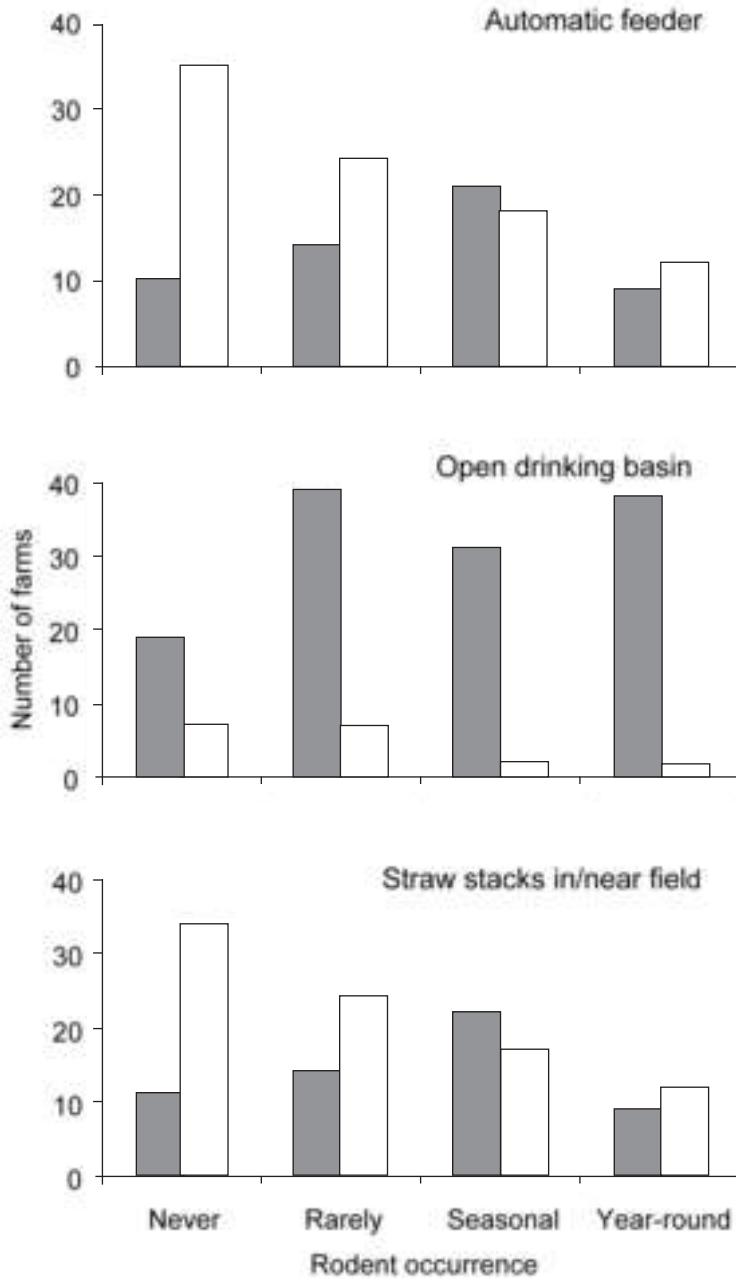 Automatic feeder
40
30
20
10
0
Open drinking basin
40
30
20
10
0
Number of farms
Straw stacks in/near field
40
30
20
10
0
Never Rarely Seasonal Year-round
Rodent occurrence